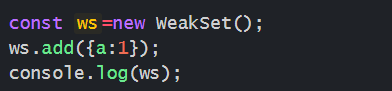 const ws=new WeakSet();
ws.add({a:1});
console.log(ws);